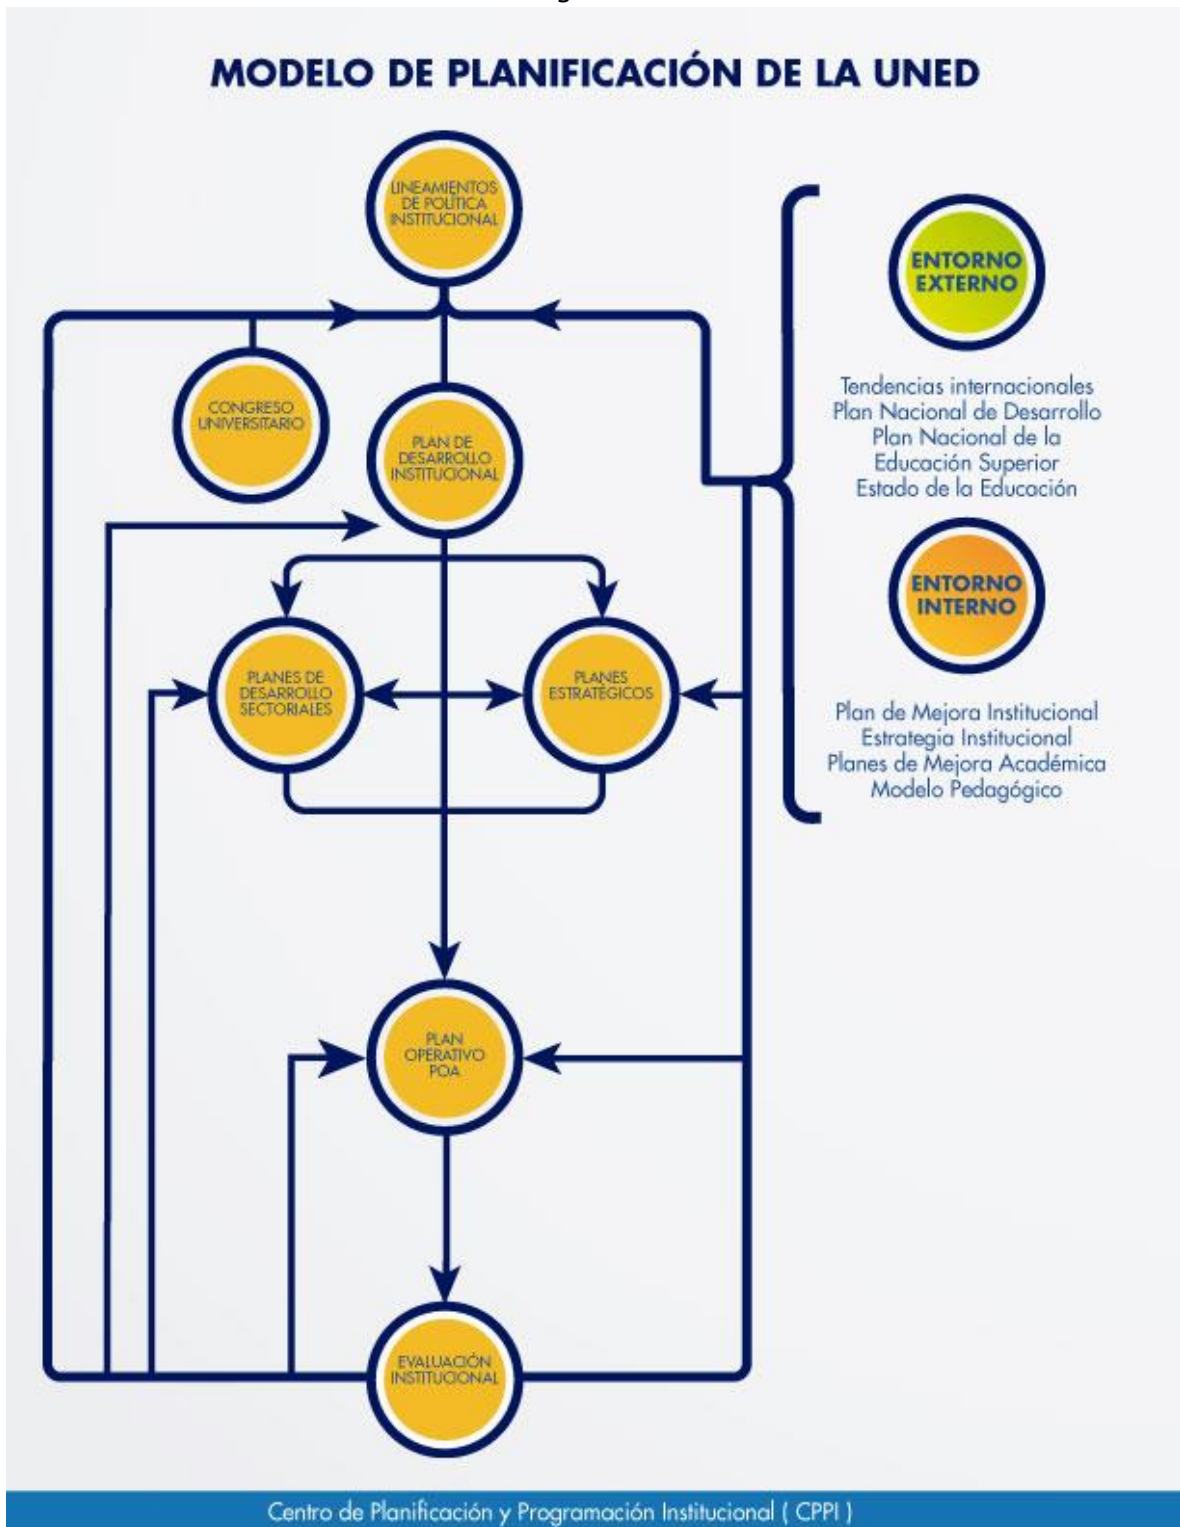 MODELO DE PLANIFICACIÓN DE LA UNED
LINEAMIENTOS
DE POLÍTICA
INSTITUCIONAL
ENTORNO
EXTERNO
Tendencias internacionales
Plan Nacional de Desarrollo
Plan Nacional de la
Educación Superior
Estado de la Educación
CONGRESO
UNIVERSITARIO
PLAN DE
DESARROLLO
INSTITUCIONAL
ENTORNO
INTERNO
Plan de Mejora Institucional
Estrategia Institucional
Planes de Mejora Académica
Modelo Pedagógico
PLANES DE
DESARROLLO
SECTORIALES
PLANES
ESTRATÉGICOS
PLAN
OPERATIVO
POA
EVALUACIÓN
INSTITUCIONAL
Centro de Planificación y Programación Institucional ( CPPI )